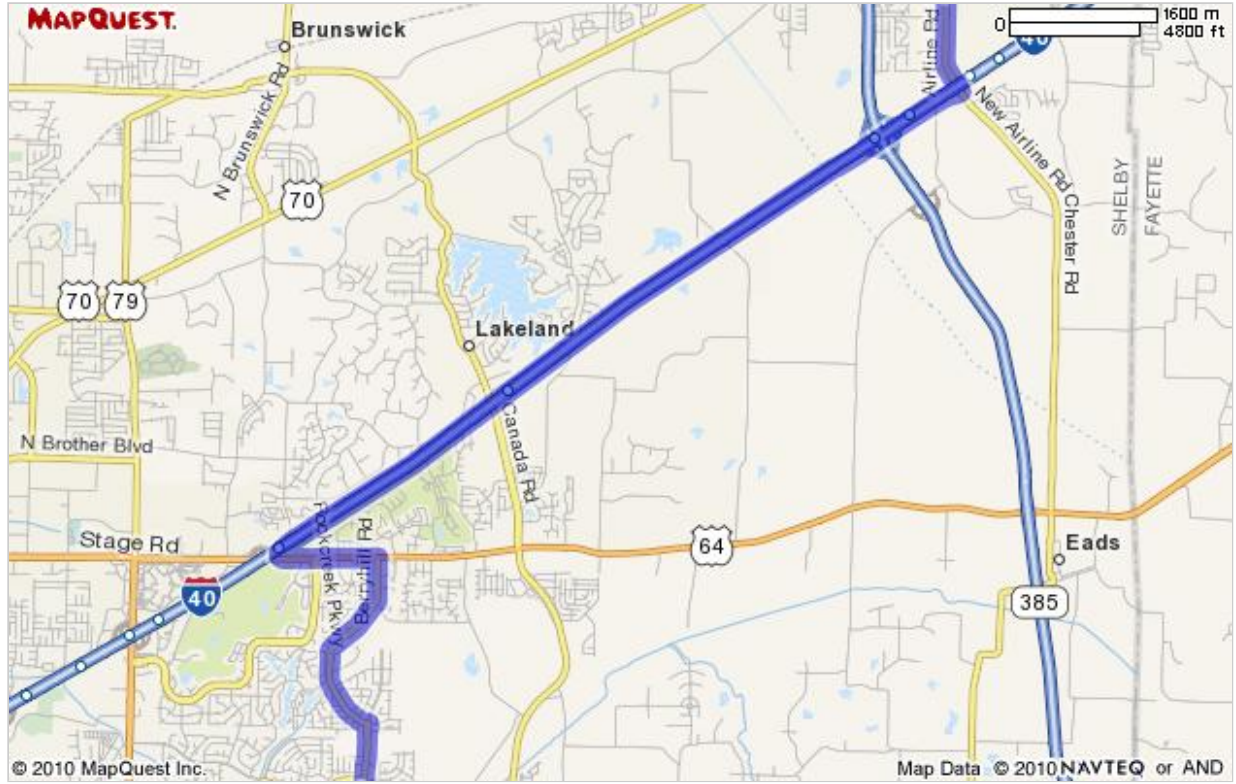 MAPQUEST.
Brunswick
0
1600 m
4800 ft
40
Airline Rd
N Brunswick Rd
70
New Airline Rd
Chester Rd
SHELBY
FAYETTE
70
79
Lakeland
N Brother Blvd
Canada Rd
Stage Rd
Rockcreek Pkwy
Berryhill Rd
64
Eads
40
385
© 2010 MapQuest Inc.
Map Data © 2010 NAVTEQ or AND